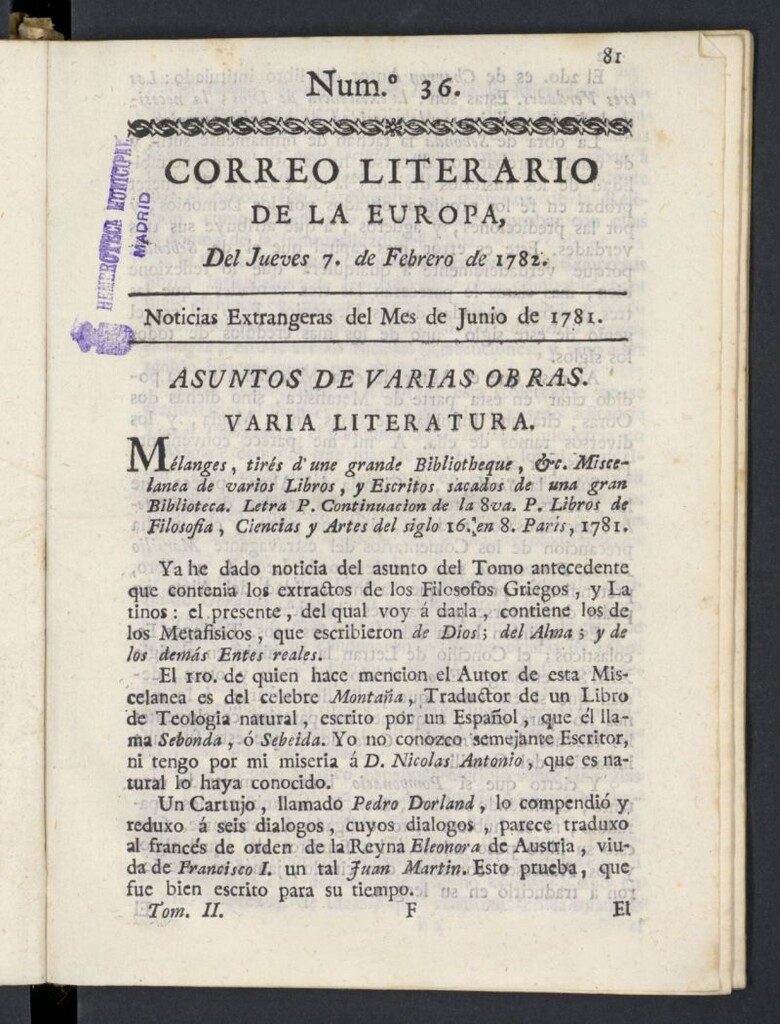 81
Num.º 36.
CORREO LITERARIO
DE LA EUROPA,
Del Jueves 7. de Febrero de 1782.
HEMEROTECA MUNICIPAL
MADRID
Noticias Extrangeras del Mes de Junio de 1781.
ASUNTOS DE VARIAS OBRAS.
VARIA LITERATURA.
Mélanges, tirés d'une grande Bibliotheque, &c. Misce-
lanea de varios Libros, y Escritos sacados de una gran
Biblioteca. Letra P. Continuacion de la 8va. P. Libros de
Filosofia, Ciencias y Artes del siglo 16. en 8. Paris, 1781.
Ya he dado noticia del asunto del Tomo antecedente
que contenia los extractos de los Filosofos Griegos, y La
tinos: el presente, del qual voy á darla, contiene los de
los Metafisicos, que escribieron de Dios; del Alma; y de
los demás Entes reales.
El 1ro. de quien hace mencion el Autor de esta Mis-
celanea es del celebre Montaña, Traductor de un Libro
de Teologia natural, escrito por un Español, que él lla-
ma Sebonda, ó Sebeida. Yo no conozco semejante Escritor,
ni tengo por mi miseria á D. Nicolas Antonio, que es na-
tural lo haya conocido.
Un Cartujo, llamado Pedro Dorland, lo compendió y
reduxo á seis dialogos, cuyos dialogos, parece traduxo
al francés de orden de la Reyna Eleonora de Austria, viu-
da de Francisco I. un tal Juan Martin. Esto prueba, que
fue bien escrito para su tiempo.
Tom. II. F El